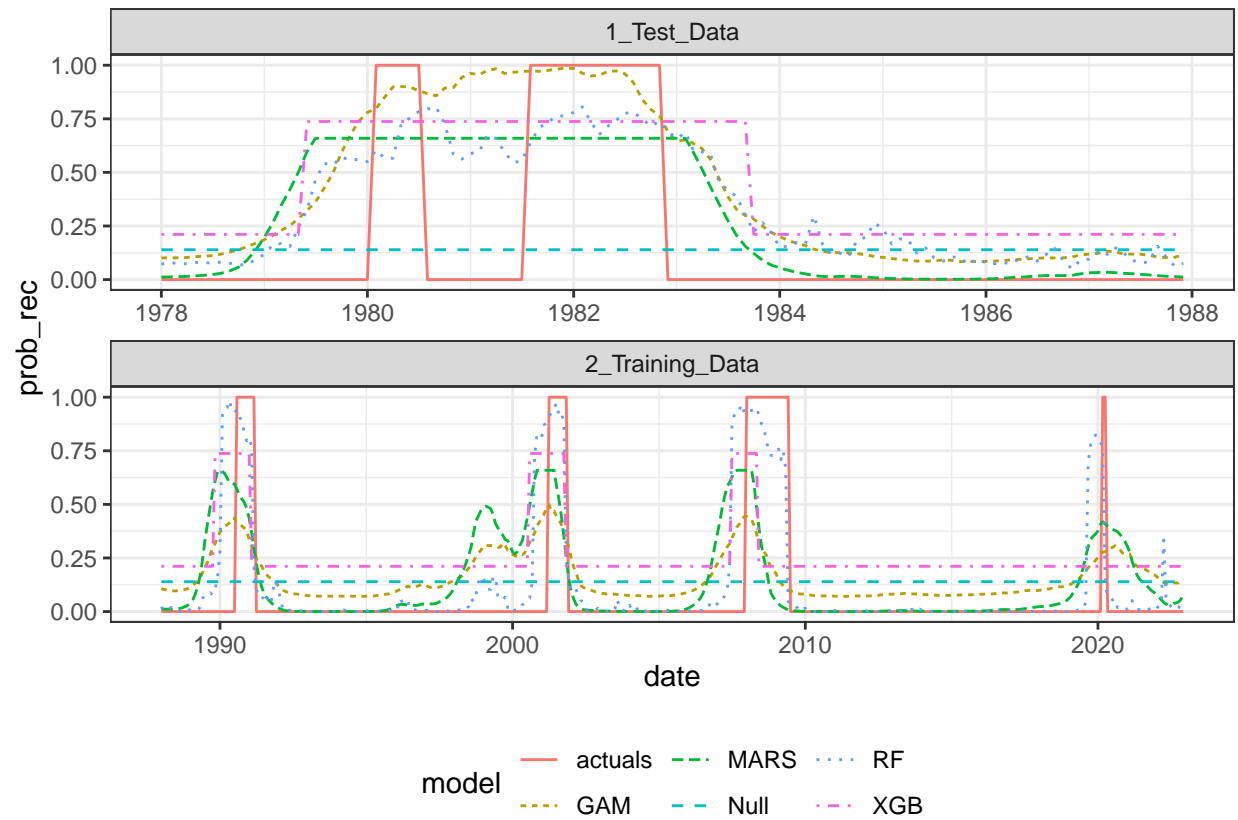 1_Test_Data
1.00
0.75
0.50
0.25
0.00
1978 1980 1982 1984 1986 1988
prob_rec
2_Training_Data
1.00
0.75
0.50
0.25
0.00
1990 2000 2010 2020
date
model
actuals MARS RF
GAM Null XGB